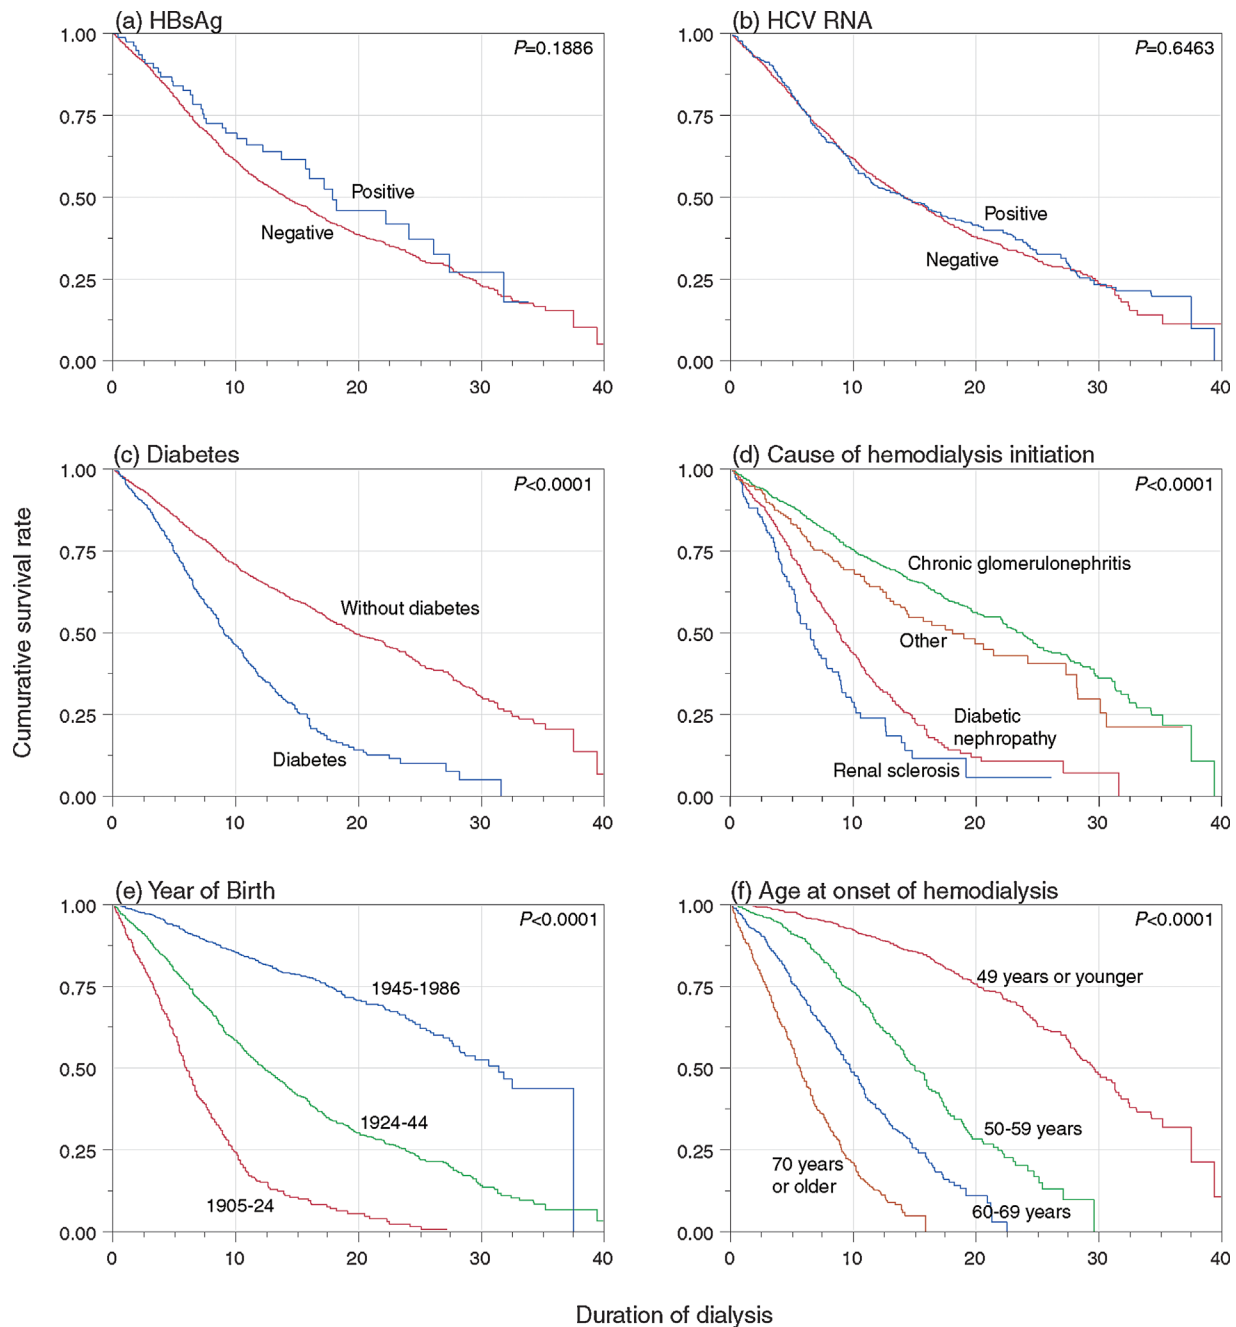 (a) HBsAg
P=0.1886
1.00
0.75
0.50
0.25
0.00
Positive
Negative
0 10 20 30 40
(b) HCV RNA
P=0.6463
1.00
0.75
0.50
0.25
0.00
Positive
Negative
0 10 20 30 40
(c) Diabetes
P<0.0001
1.00
0.75
0.50
0.25
0.00
Without diabetes
Diabetes
0 10 20 30 40
(d) Cause of hemodialysis initiation
P<0.0001
1.00
0.75
0.50
0.25
0.00
Chronic glomerulonephritis
Other
Diabetic
nephropathy
Renal sclerosis
0 10 20 30 40
(e) Year of Birth
P<0.0001
1.00
0.75
0.50
0.25
0.00
1945-1986
1924-44
1905-24
0 10 20 30 40
(f) Age at onset of hemodialysis
P<0.0001
1.00
0.75
0.50
0.25
0.00
49 years or younger
50-59 years
70 years
or older
60-69 years
0 10 20 30 40
Cumurative survival rate
Duration of dialysis